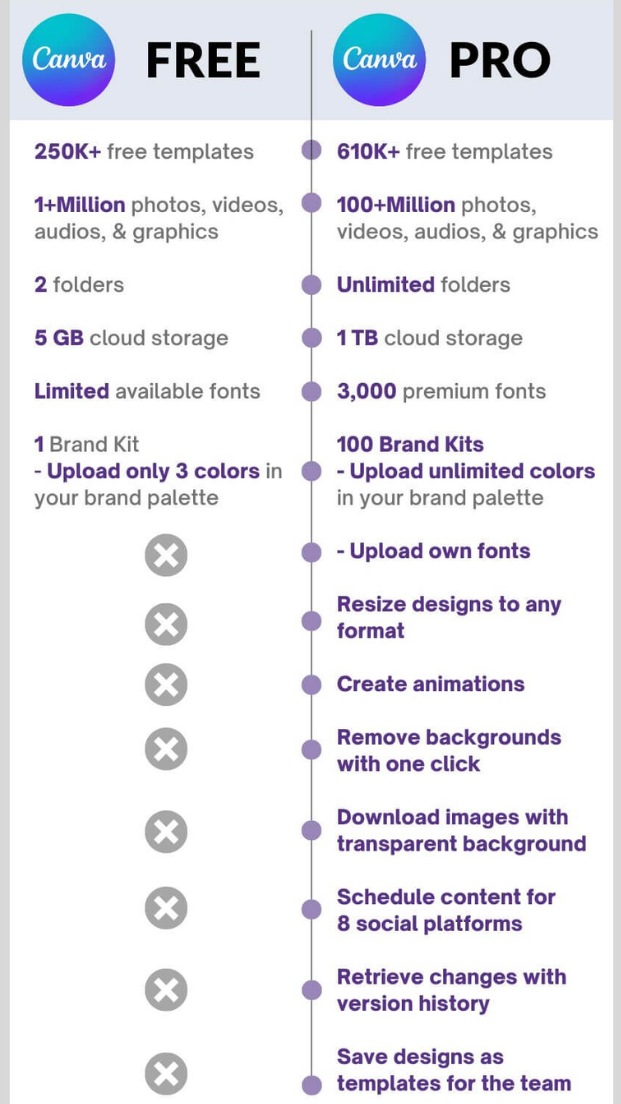 Canva FREE
Canva PRO
250K+ free templates
610K+ free templates
1+Million photos, videos,
audios, & graphics
100+Million photos,
videos, audios, & graphics
2 folders
Unlimited folders
5 GB cloud storage
1 TB cloud storage
Limited available fonts
3,000 premium fonts
1 Brand Kit
- Upload only 3 colors in
your brand palette
100 Brand Kits
- Upload unlimited colors
in your brand palette
- Upload own fonts
Resize designs to any
format
Create animations
Remove backgrounds
with one click
Download images with
transparent background
Schedule content for
8 social platforms
Retrieve changes with
version history
Save designs as
templates for the team